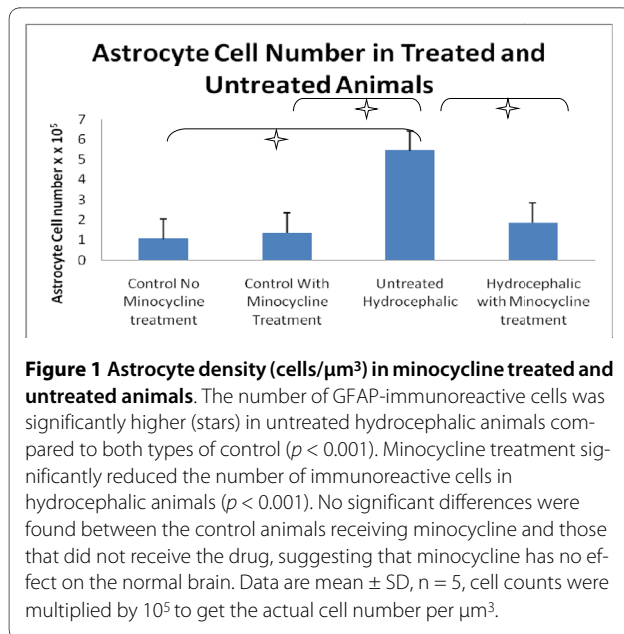 Astrocyte Cell Number in Treated and
Untreated Animals
Astrocyte Cell number x x 10⁵
7
6
5
4
3
2
1
0
Control No
Minocycline
treatment
Control With
Minocycline
Treatment
Untreated
Hydrocephalic
Hydrocephalic
with Minocycline
treatment
Figure 1 Astrocyte density (cells/μm³) in minocycline treated and
untreated animals. The number of GFAP-immunoreactive cells was
significantly higher (stars) in untreated hydrocephalic animals com-
pared to both types of control (p < 0.001). Minocycline treatment sig-
nificantly reduced the number of immunoreactive cells in
hydrocephalic animals (p < 0.001). No significant differences were
found between the control animals receiving minocycline and those
that did not receive the drug, suggesting that minocycline has no ef-
fect on the normal brain. Data are mean ± SD, n = 5, cell counts were
multiplied by 10⁵ to get the actual cell number per μm³.